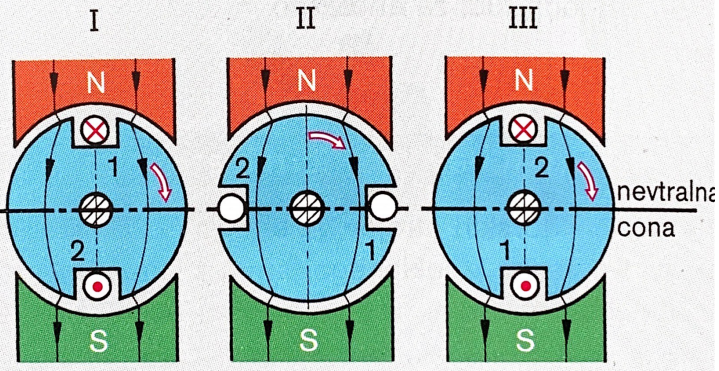 I II III
N N N
1 2 2
2 1 1
nevtralna
cona
S S S